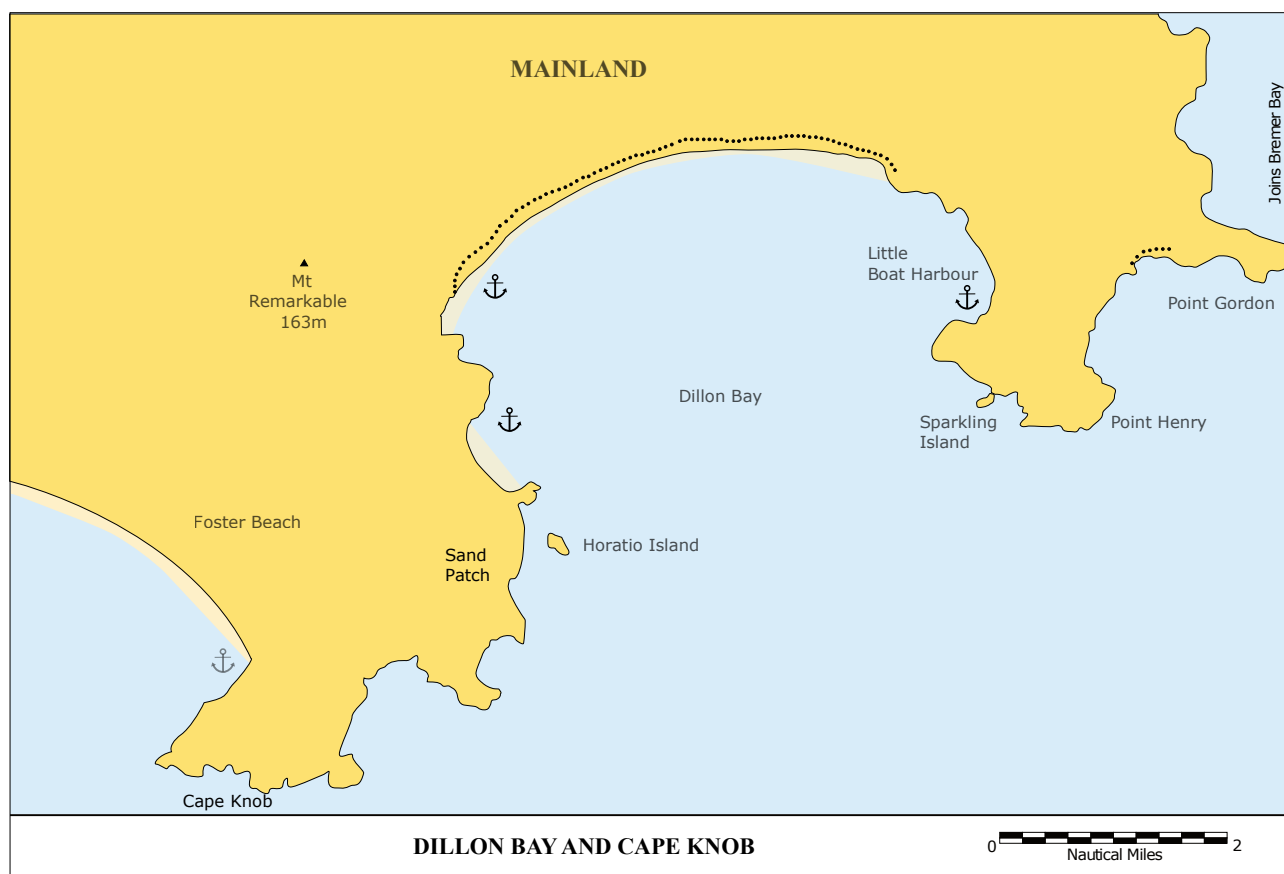 MAINLAND
Joins Bremer Bay
Little
Boat Harbour
Mt
Remarkable
163m
Point Gordon
Dillon Bay
Sparkling
Island
Point Henry
Foster Beach
Horatio Island
Sand
Patch
Cape Knob
DILLON BAY AND CAPE KNOB
0 2
Nautical Miles